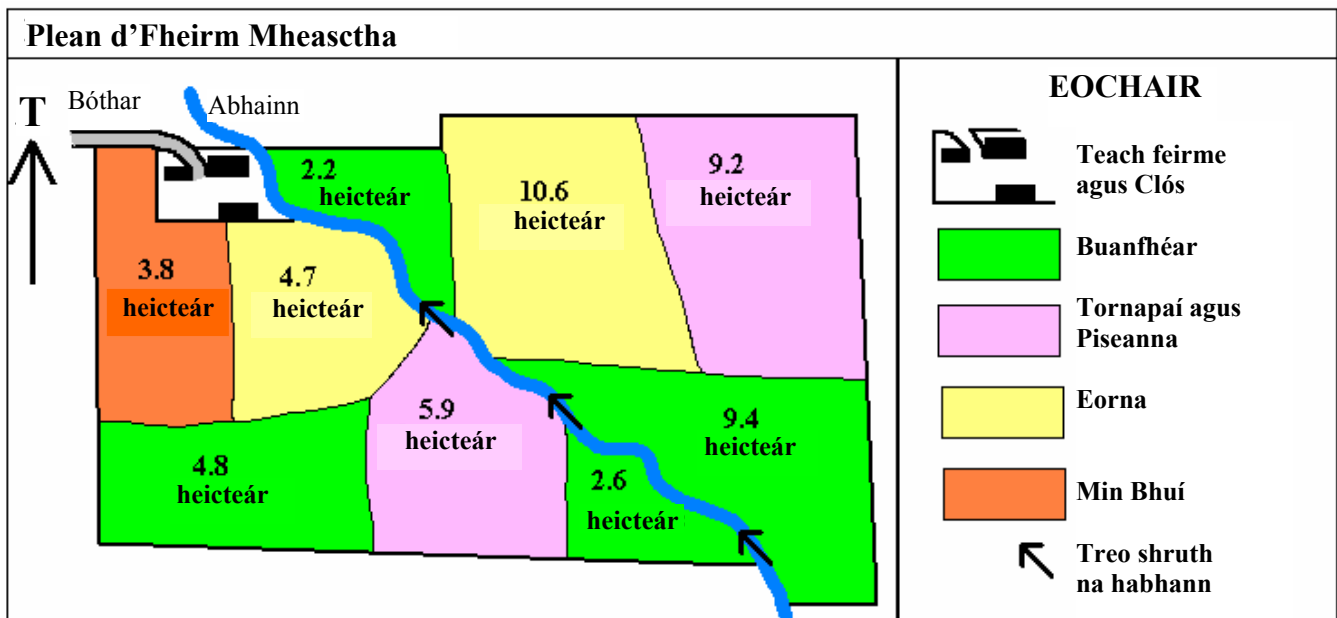 Plean d'Fheirm Mheasctha
T
Bóthar
Abhainn
2.2
heicteár
10.6
heicteár
9.2
heicteár
3.8
heicteár
4.7
heicteár
5.9
heicteár
9.4
heicteár
4.8
heicteár
2.6
heicteár
EOCHAIR
Teach feirme
agus Clós
Buanfhéar
Tornapaí agus
Piseanna
Eorna
Min Bhuí
Treo shruth
na habhann